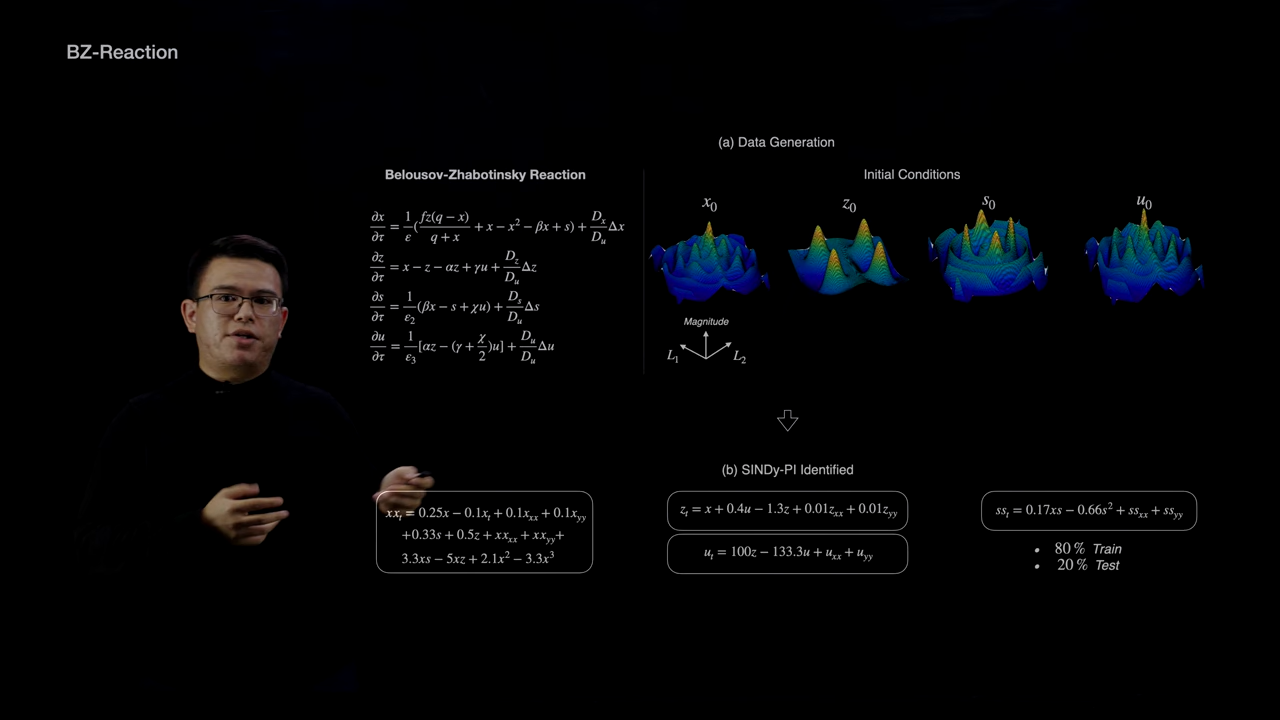 BZ-Reaction
(a) Data Generation
Belousov-Zhabotinsky Reaction
∂x/∂τ = 1/ε (fz(q − x)/(q + x) + x − x² − βx + s) + D_x/D_u Δx
∂z/∂τ = x − z − αz + γu + D_z/D_u Δz
∂s/∂τ = 1/ε₂ (βx − s + χu) + D_s/D_u Δs
∂u/∂τ = 1/ε₃ [αz − (γ + χ/2)u] + D_u/D_u Δu
Initial Conditions
x₀ z₀ s₀ u₀
Magnitude
L₁ L₂
(b) SINDy-PI Identified
xx_t = 0.25x − 0.1x_t + 0.1x_xx + 0.1x_yy
+0.33s + 0.5z + xx_xx + xx_yy+
3.3xs − 5xz + 2.1x² − 3.3x³
z_t = x + 0.4u − 1.3z + 0.01z_xx + 0.01z_yy
u_t = 100z − 133.3u + u_xx + u_yy
ss_t = 0.17xs − 0.66s² + ss_xx + ss_yy
• 80 % Train
• 20 % Test